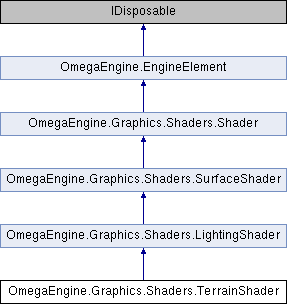 IDisposable
OmegaEngine.EngineElement
OmegaEngine.Graphics.Shaders.Shader
OmegaEngine.Graphics.Shaders.SurfaceShader
OmegaEngine.Graphics.Shaders.LightingShader
OmegaEngine.Graphics.Shaders.TerrainShader